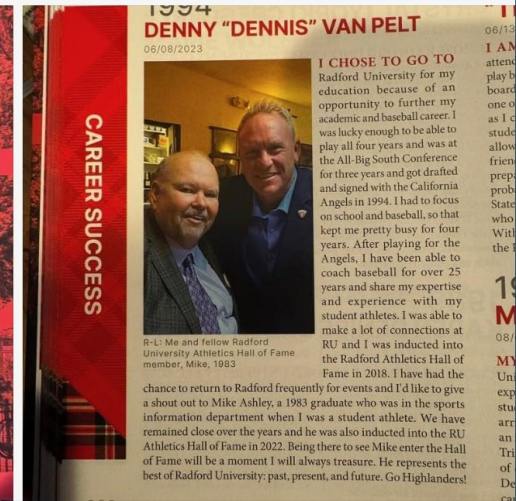 1994
DENNY “DENNIS” VAN PELT
06/08/2023
CAREER SUCCESS
I CHOSE TO GO TO
Radford University for my
education because of an
opportunity to further my
academic and baseball career. I
was lucky enough to be able to
play all four years and was at
the All-Big South Conference
for three years and got drafted
and signed with the California
Angels in 1994. I had to focus
on school and baseball, so that
kept me pretty busy for four
years. After playing for the
Angels, I have been able to
coach baseball for over 25
years and share my expertise
and experience with my
student athletes. I was able to
make a lot of connections at
RU and I was inducted into
the Radford Athletics Hall of
Fame in 2018. I have had the
chance to return to Radford frequently for events and I'd like to give
a shout out to Mike Ashley, a 1983 graduate who was in the sports
information department when I was a student athlete. We have
remained close over the years and he was also inducted into the RU
Athletics Hall of Fame in 2022. Being there to see Mike enter the Hall
of Fame will be a moment I will always treasure. He represents the
best of Radford University: past, present, and future. Go Highlanders!
R-L: Me and fellow Radford
University Athletics Hall of Fame
member, Mike, 1983
06/13
I AM
attend
play b
board
one o
as I c
stude
allow
frien
prepa
proba
State
who
With
the
19
M
08/
MY
Uni
exp
stu
arr
an
Tri
of
De